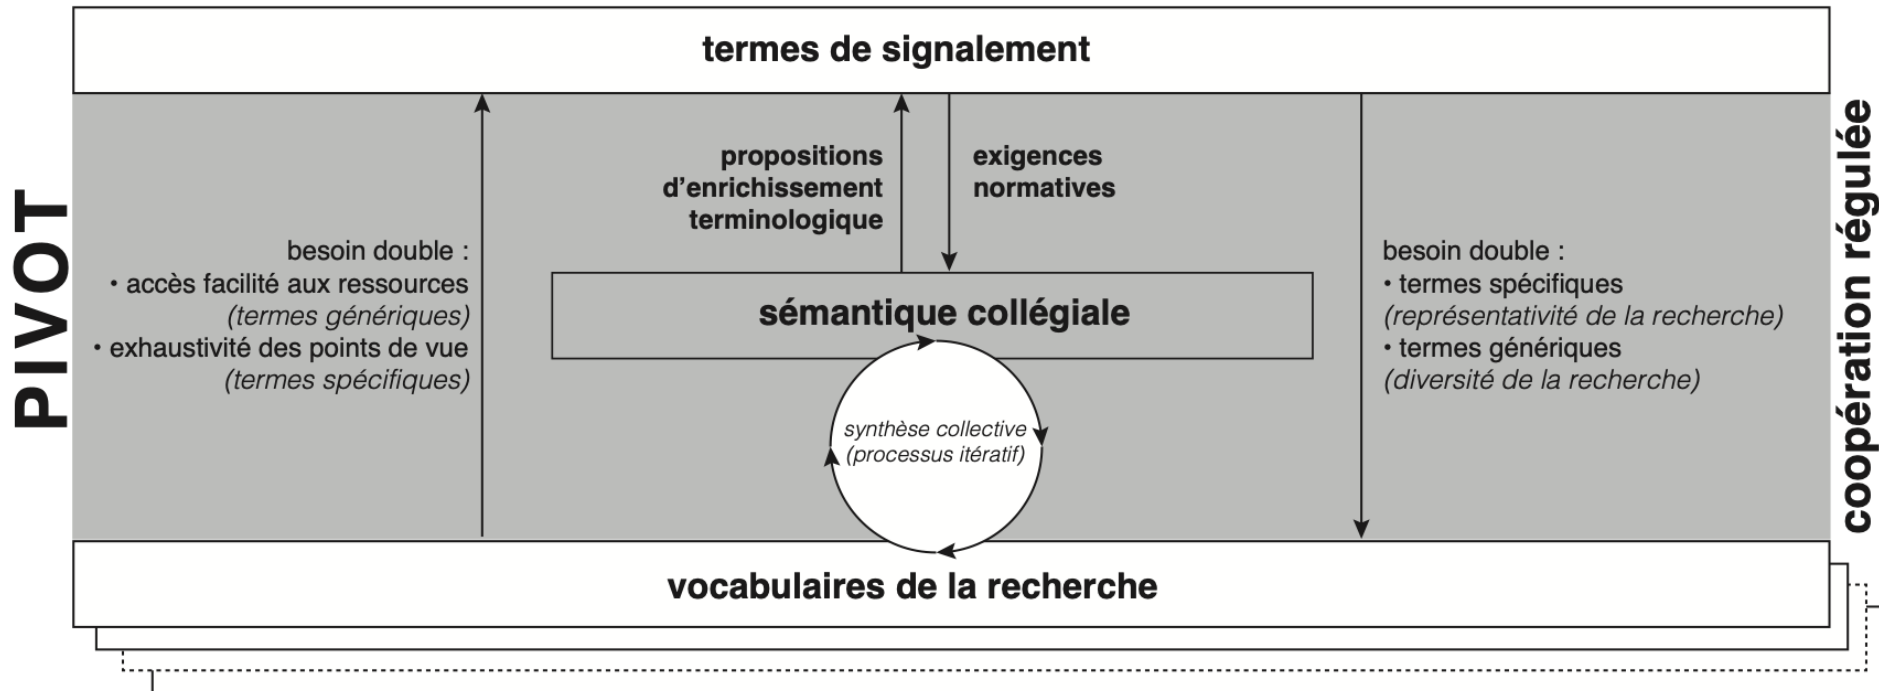 termes de signalement
PIVOT
coopération régulée
propositions
d’enrichissement
terminologique
exigences
normatives
besoin double :
• accès facilité aux ressources
(termes génériques)
• exhaustivité des points de vue
(termes spécifiques)
sémantique collégiale
besoin double :
• termes spécifiques
(représentativité de la recherche)
• termes génériques
(diversité de la recherche)
synthèse collective
(processus itératif)
vocabulaires de la recherche